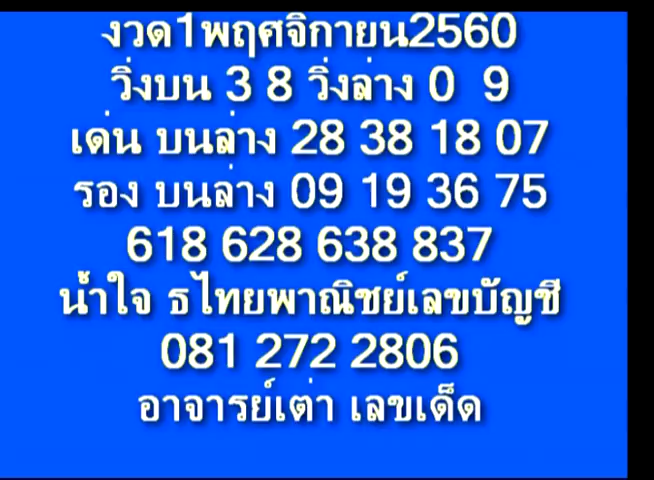 งวด1พฤศจิกายน2560
วิ่งบน 3 8 วิ่งล่าง 0 9
เด่น บนล่าง 28 38 18 07
รอง บนล่าง 09 19 36 75
618 628 638 837
น้ำใจ ธ ไทยพาณิชย์เลขบัญชี
081 272 2806
อาจารย์เต่า เลขเด็ด